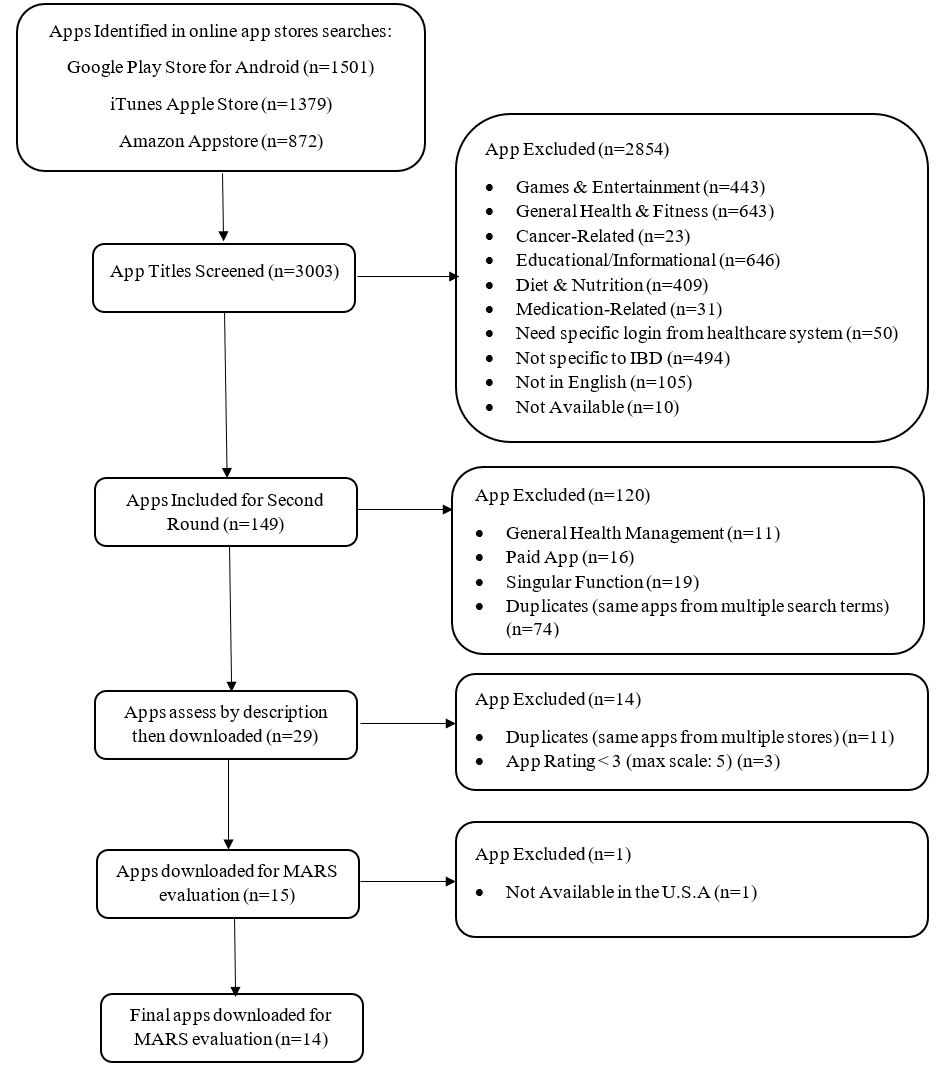 Apps Identified in online app stores searches:
Google Play Store for Android (n=1501)
iTunes Apple Store (n=1379)
Amazon Appstore (n=872)
App Excluded (n=2854)
• Games & Entertainment (n=443)
• General Health & Fitness (n=643)
• Cancer-Related (n=23)
• Educational/Informational (n=646)
• Diet & Nutrition (n=409)
• Medication-Related (n=31)
• Need specific login from healthcare system (n=50)
• Not specific to IBD (n=494)
• Not in English (n=105)
• Not Available (n=10)
App Titles Screened (n=3003)
Apps Included for Second
Round (n=149)
App Excluded (n=120)
• General Health Management (n=11)
• Paid App (n=16)
• Singular Function (n=19)
• Duplicates (same apps from multiple search terms)
(n=74)
Apps assess by description
then downloaded (n=29)
App Excluded (n=14)
• Duplicates (same apps from multiple stores) (n=11)
• App Rating < 3 (max scale: 5) (n=3)
Apps downloaded for MARS
evaluation (n=15)
App Excluded (n=1)
• Not Available in the U.S.A (n=1)
Final apps downloaded for
MARS evaluation (n=14)